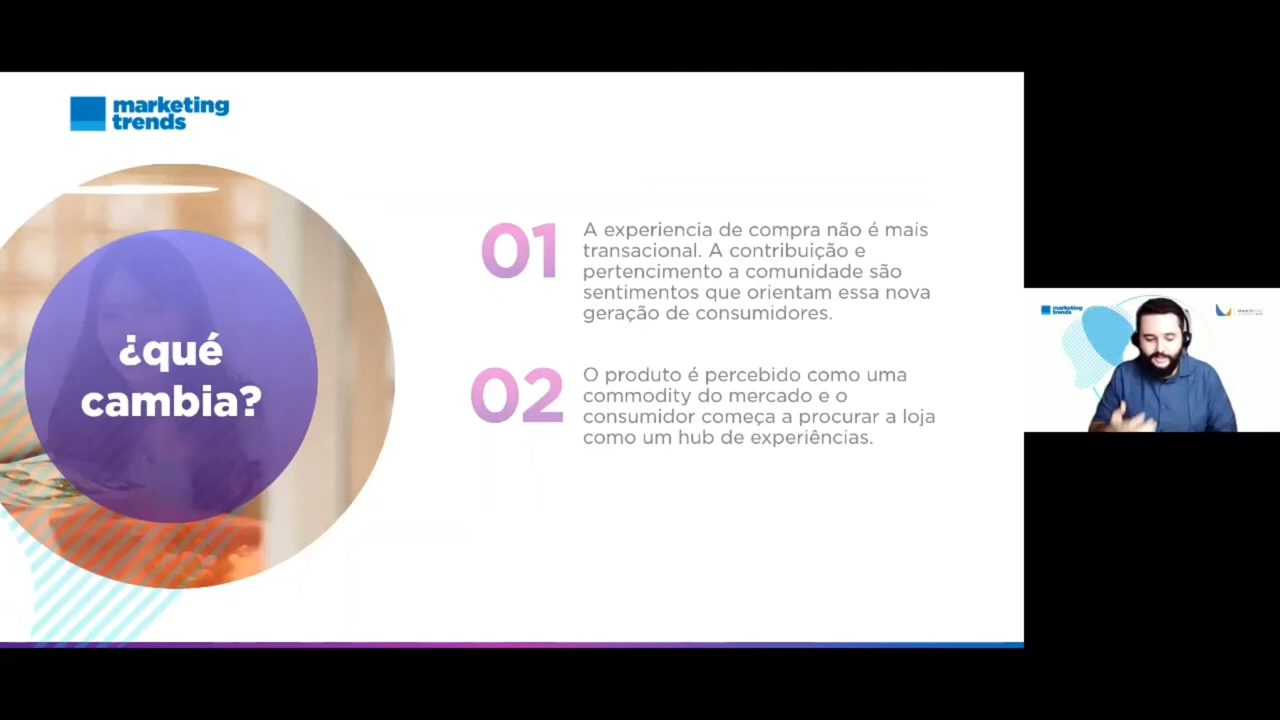 marketing
trends
¿qué
cambia?
01
A experiencia de compra não é mais
transacional. A contribuição e
pertencimento a comunidade são
sentimentos que orientam essa nova
geração de consumidores.
02
O produto é percebido como uma
commodity do mercado e o
consumidor começa a procurar a loja
como um hub de experiências.
marketing
trends